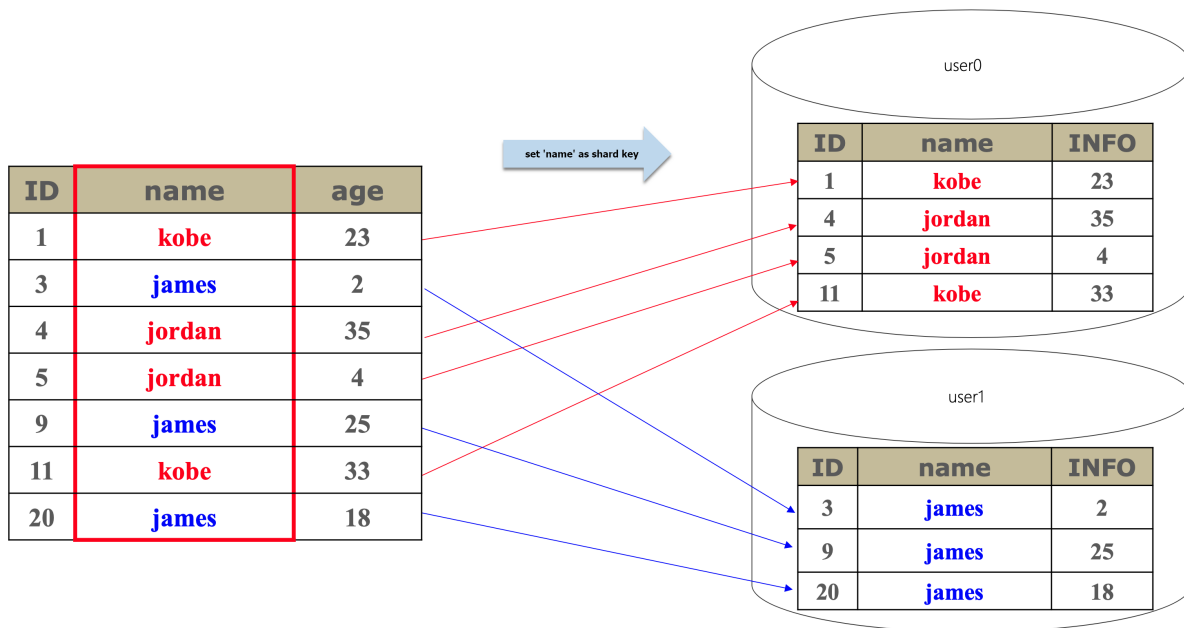 ID name age
1 kobe 23
3 james 2
4 jordan 35
5 jordan 4
9 james 25
11 kobe 33
20 james 18
set 'name' as shard key
user0
ID name INFO
1 kobe 23
4 jordan 35
5 jordan 4
11 kobe 33
user1
ID name INFO
3 james 2
9 james 25
20 james 18